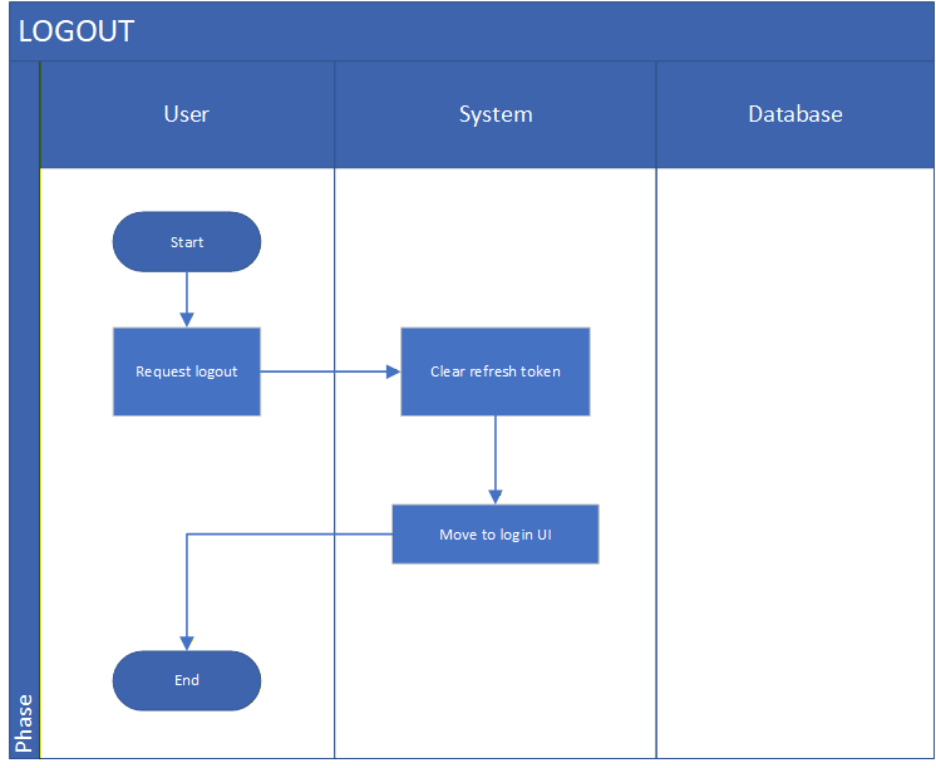 LOGOUT
User
System
Database
Start
Request logout
Clear refresh token
Move to login UI
End
Phase